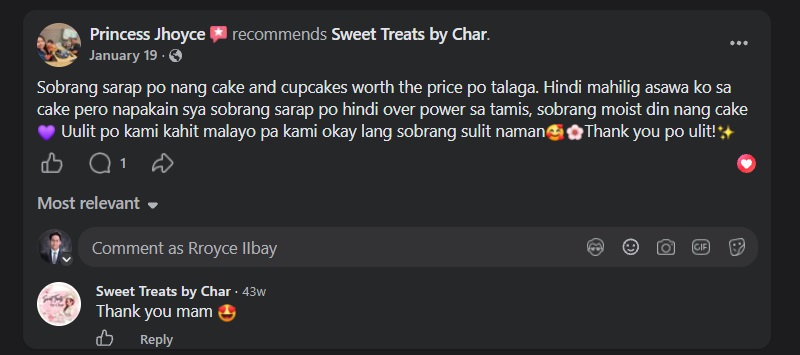 Princess Jhoyce recommends Sweet Treats by Char.
January 19 ·
Sobrang sarap po nang cake and cupcakes worth the price po talaga. Hindi mahilig asawa ko sa
cake pero napakain sya sobrang sarap po hindi over power sa tamis, sobrang moist din nang cake
💜 Uulit po kami kahit malayo pa kami okay lang sobrang sulit naman🥰🌸Thank you po ulit!✨
1
Most relevant
Comment as Rroyce IIbay
GIF
Sweet Treats by Char · 43w
Thank you mam 🤩
Reply